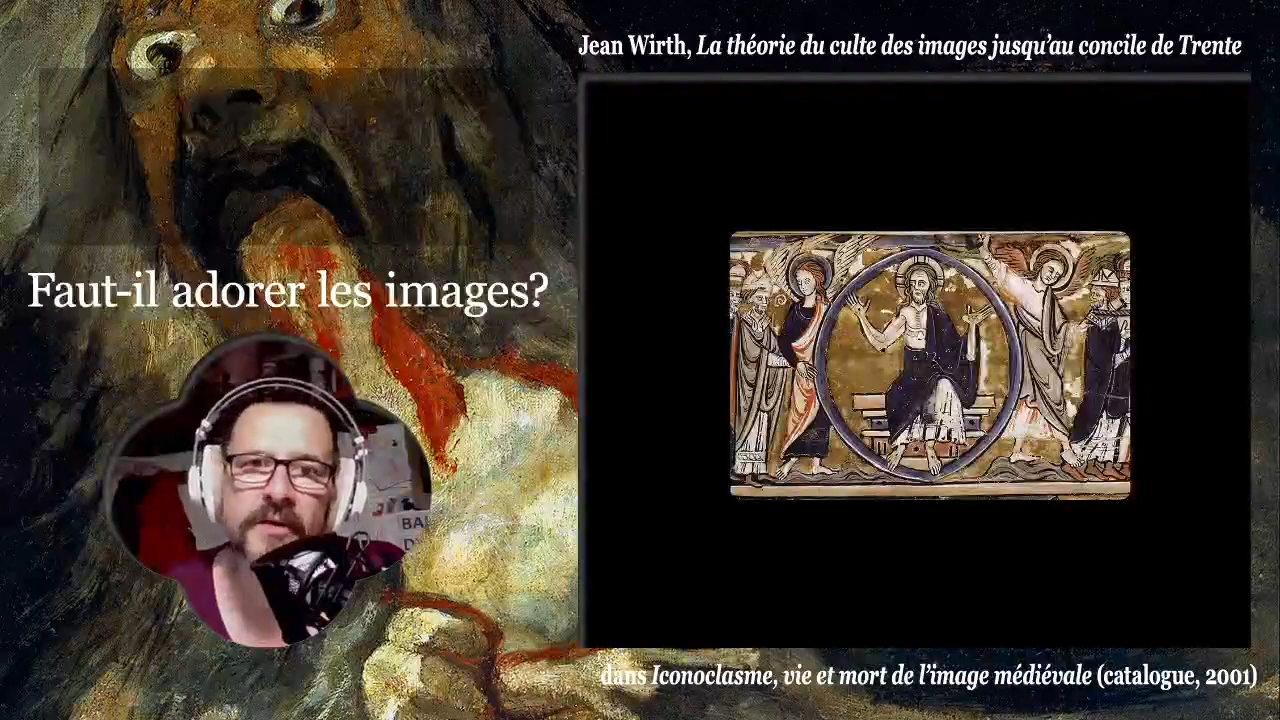 Jean Wirth, La théorie du culte des images jusqu’au concile de Trente
Faut-il adorer les images?
dans Iconoclasme, vie et mort de l’image médiévale (catalogue, 2001)